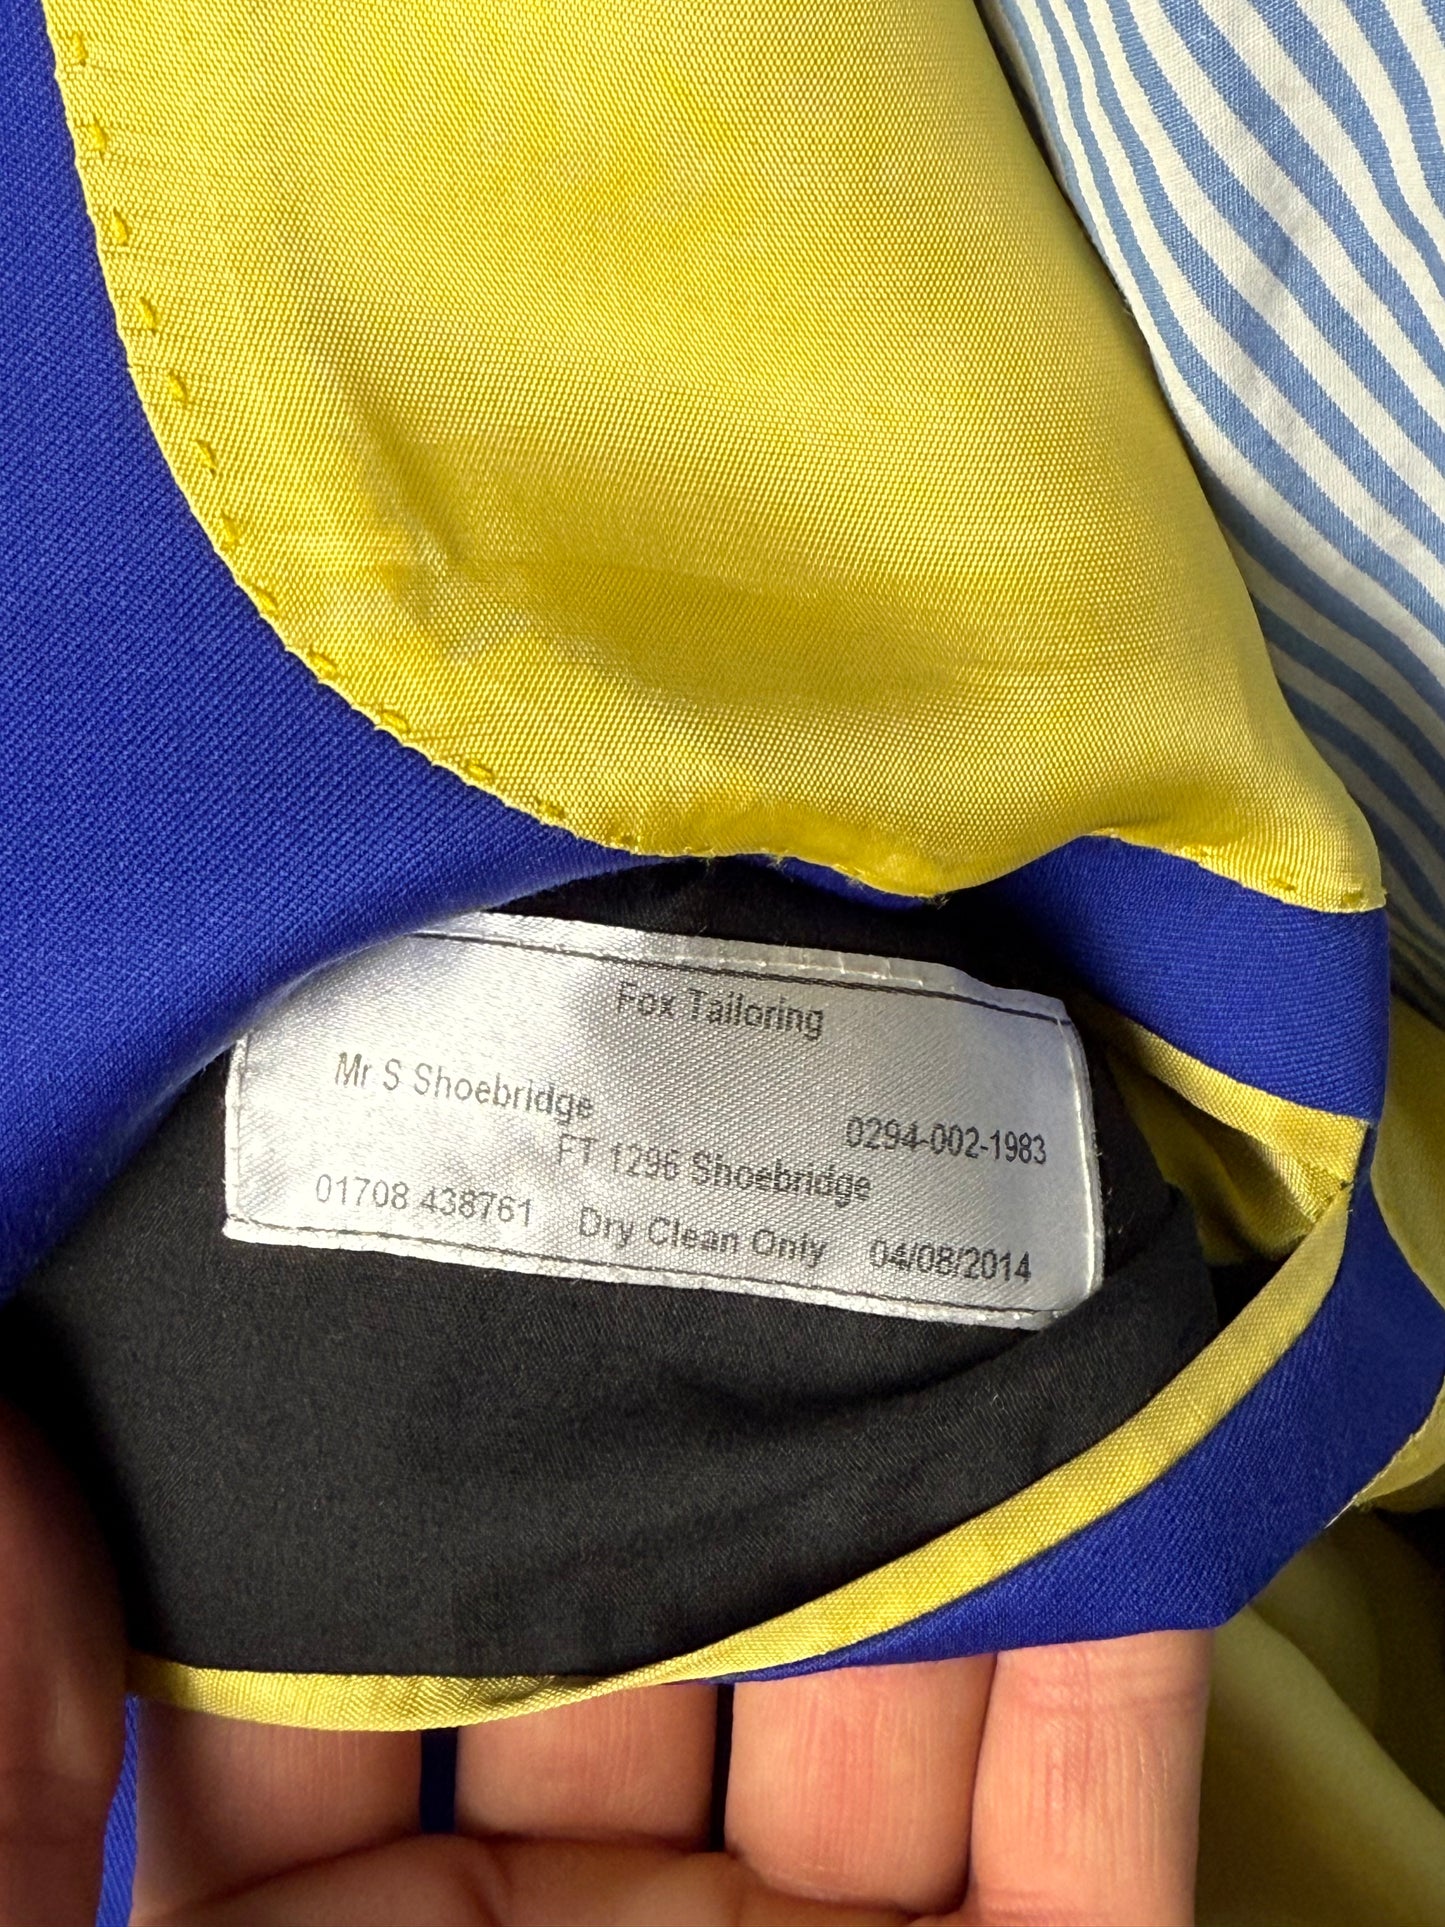 Fox Tailoring
Mr S Shoebridge
0294-002-1983
FT 1296 Shoebridge
01708 438761 Dry Clean Only 04/08/2014